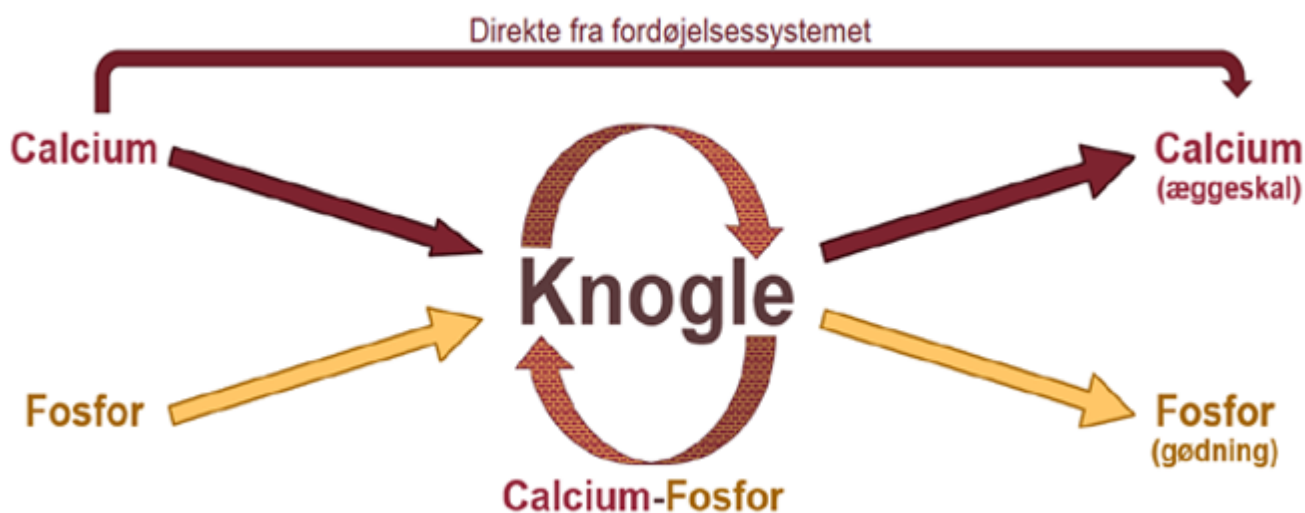 Direkte fra fordøjelsessystemet
Calcium
Calcium
(æggeskal)
Knogle
Fosfor
Fosfor
(gødning)
Calcium-Fosfor